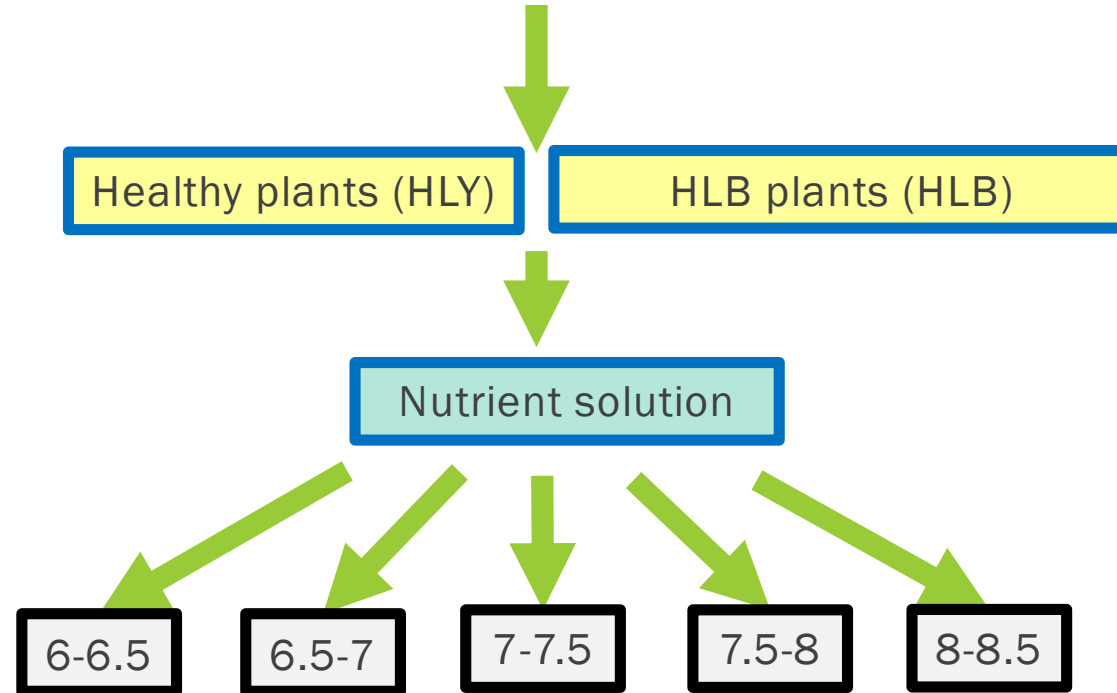 Healthy plants (HLY)
HLB plants (HLB)
Nutrient solution
6-6.5
6.5-7
7-7.5
7.5-8
8-8.5